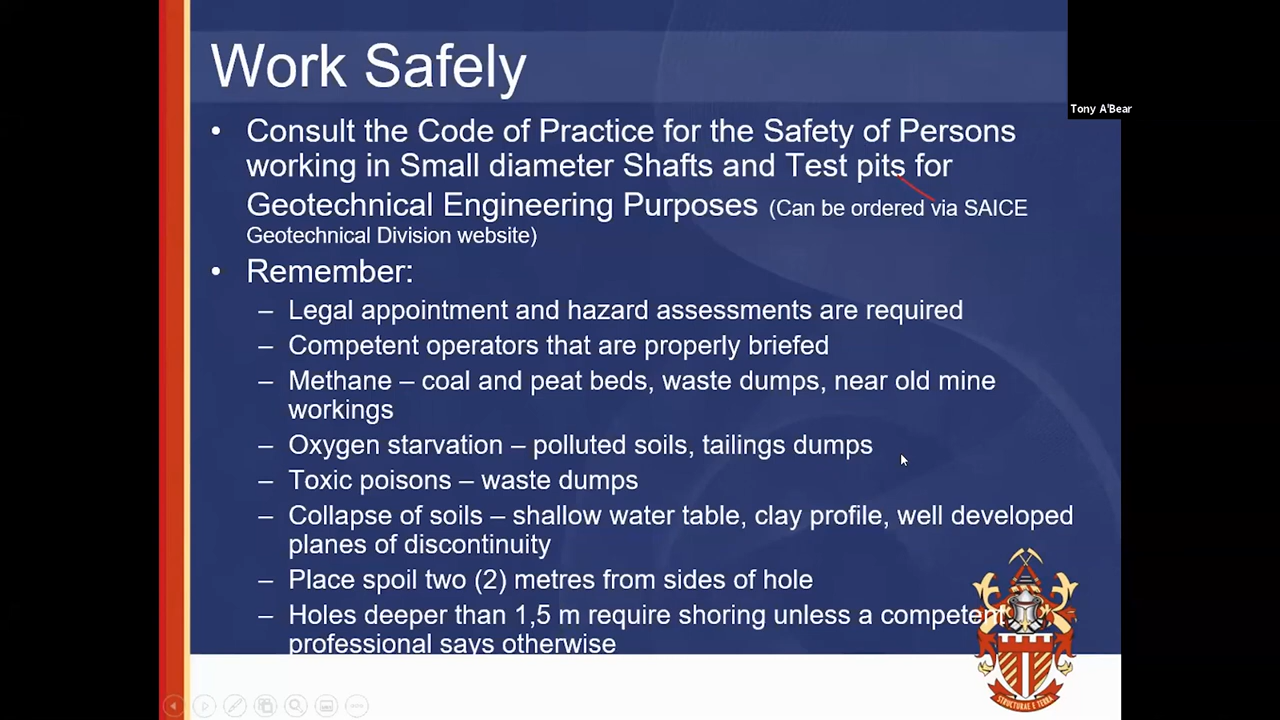 Work Safely
Tony A'Bear
• Consult the Code of Practice for the Safety of Persons
working in Small diameter Shafts and Test pits for
Geotechnical Engineering Purposes (Can be ordered via SAICE
Geotechnical Division website)
• Remember:
– Legal appointment and hazard assessments are required
– Competent operators that are properly briefed
– Methane – coal and peat beds, waste dumps, near old mine
workings
– Oxygen starvation – polluted soils, tailings dumps
– Toxic poisons – waste dumps
– Collapse of soils – shallow water table, clay profile, well developed
planes of discontinuity
– Place spoil two (2) metres from sides of hole
– Holes deeper than 1,5 m require shoring unless a competent
professional says otherwise
STRUCTURAE E TERRA